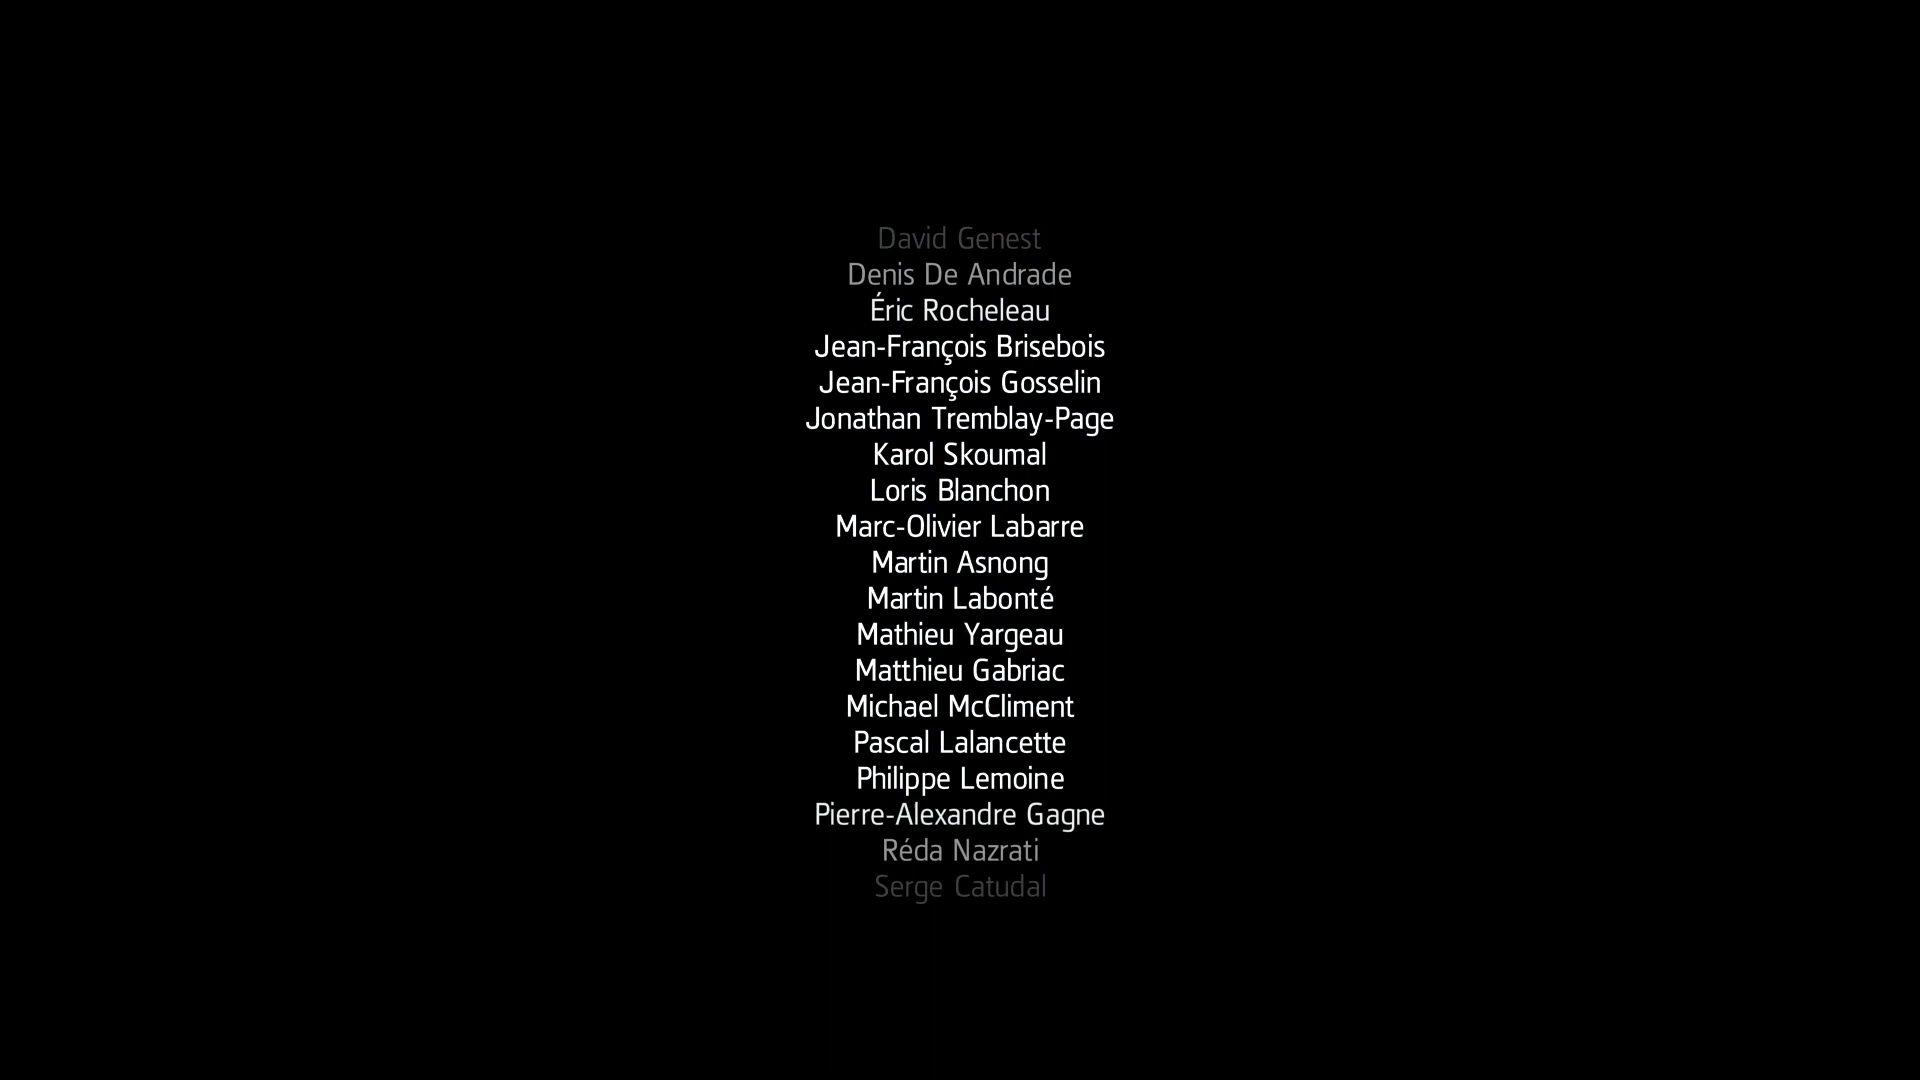 David Genest
Denis De Andrade
Éric Rocheleau
Jean-François Brisebois
Jean-François Gosselin
Jonathan Tremblay-Page
Karol Skoumal
Loris Blanchon
Marc-Olivier Labarre
Martin Asnong
Martin Labonté
Mathieu Yargeau
Matthieu Gabriac
Michael McCliment
Pascal Lalancette
Philippe Lemoine
Pierre-Alexandre Gagne
Réda Nazrati
Serge Catudal